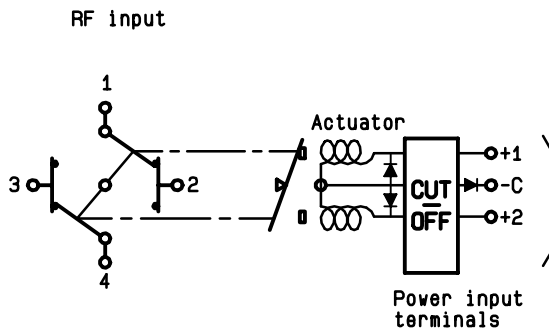 RF input
1
Actuator
+1
3
2
CUT
-C
OFF
+2
4
Power input
terminals